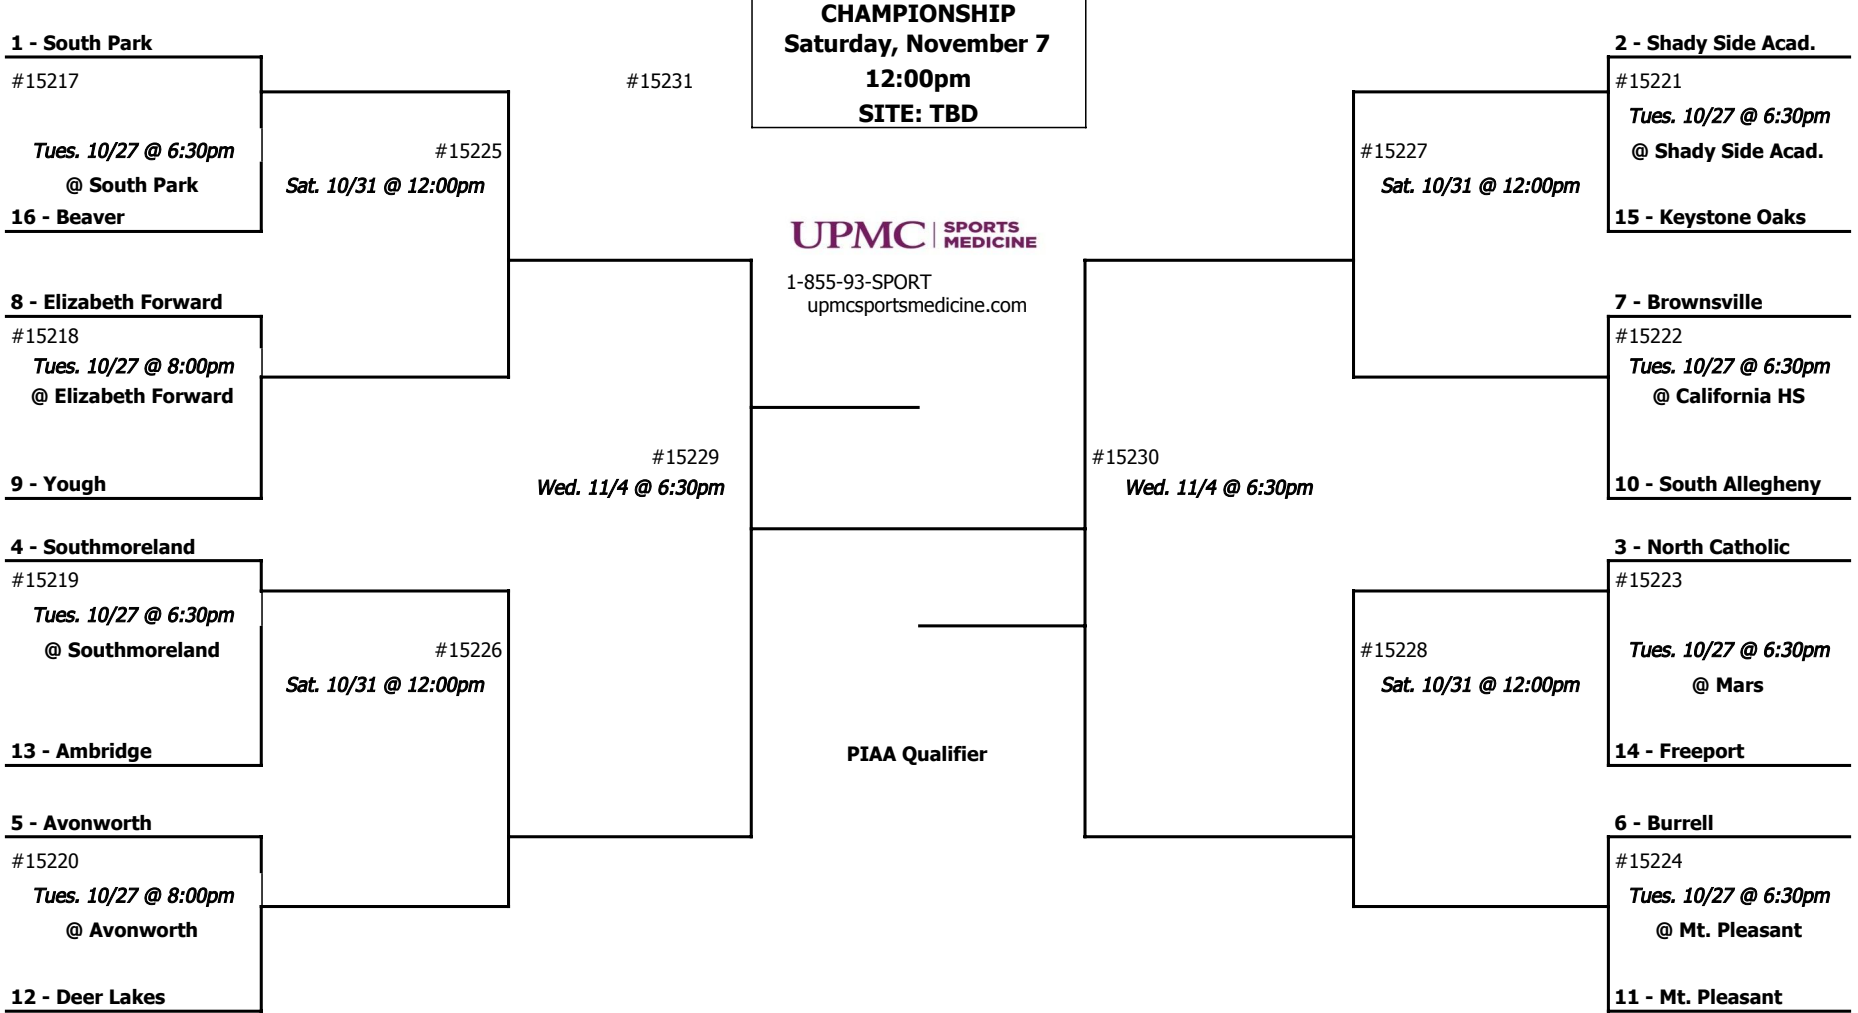 CHAMPIONSHIP
Saturday, November 7
12:00pm
SITE: TBD
1 - South Park
#15217
Tues. 10/27 @ 6:30pm
@ South Park
16 - Beaver
8 - Elizabeth Forward
#15218
Tues. 10/27 @ 8:00pm
@ Elizabeth Forward
9 - Yough
4 - Southmoreland
#15219
Tues. 10/27 @ 6:30pm
@ Southmoreland
13 - Ambridge
5 - Avonworth
#15220
Tues. 10/27 @ 8:00pm
@ Avonworth
12 - Deer Lakes
#15225
Sat. 10/31 @ 12:00pm
#15226
Sat. 10/31 @ 12:00pm
#15229
Wed. 11/4 @ 6:30pm
#15231
UPMC SPORTS
MEDICINE
1-855-93-SPORT
upmcsportsmedicine.com
PIAA Qualifier
#15230
Wed. 11/4 @ 6:30pm
#15227
Sat. 10/31 @ 12:00pm
#15228
Sat. 10/31 @ 12:00pm
2 - Shady Side Acad.
#15221
Tues. 10/27 @ 6:30pm
@ Shady Side Acad.
15 - Keystone Oaks
7 - Brownsville
#15222
Tues. 10/27 @ 6:30pm
@ California HS
10 - South Allegheny
3 - North Catholic
#15223
Tues. 10/27 @ 6:30pm
@ Mars
14 - Freeport
6 - Burrell
#15224
Tues. 10/27 @ 6:30pm
@ Mt. Pleasant
11 - Mt. Pleasant